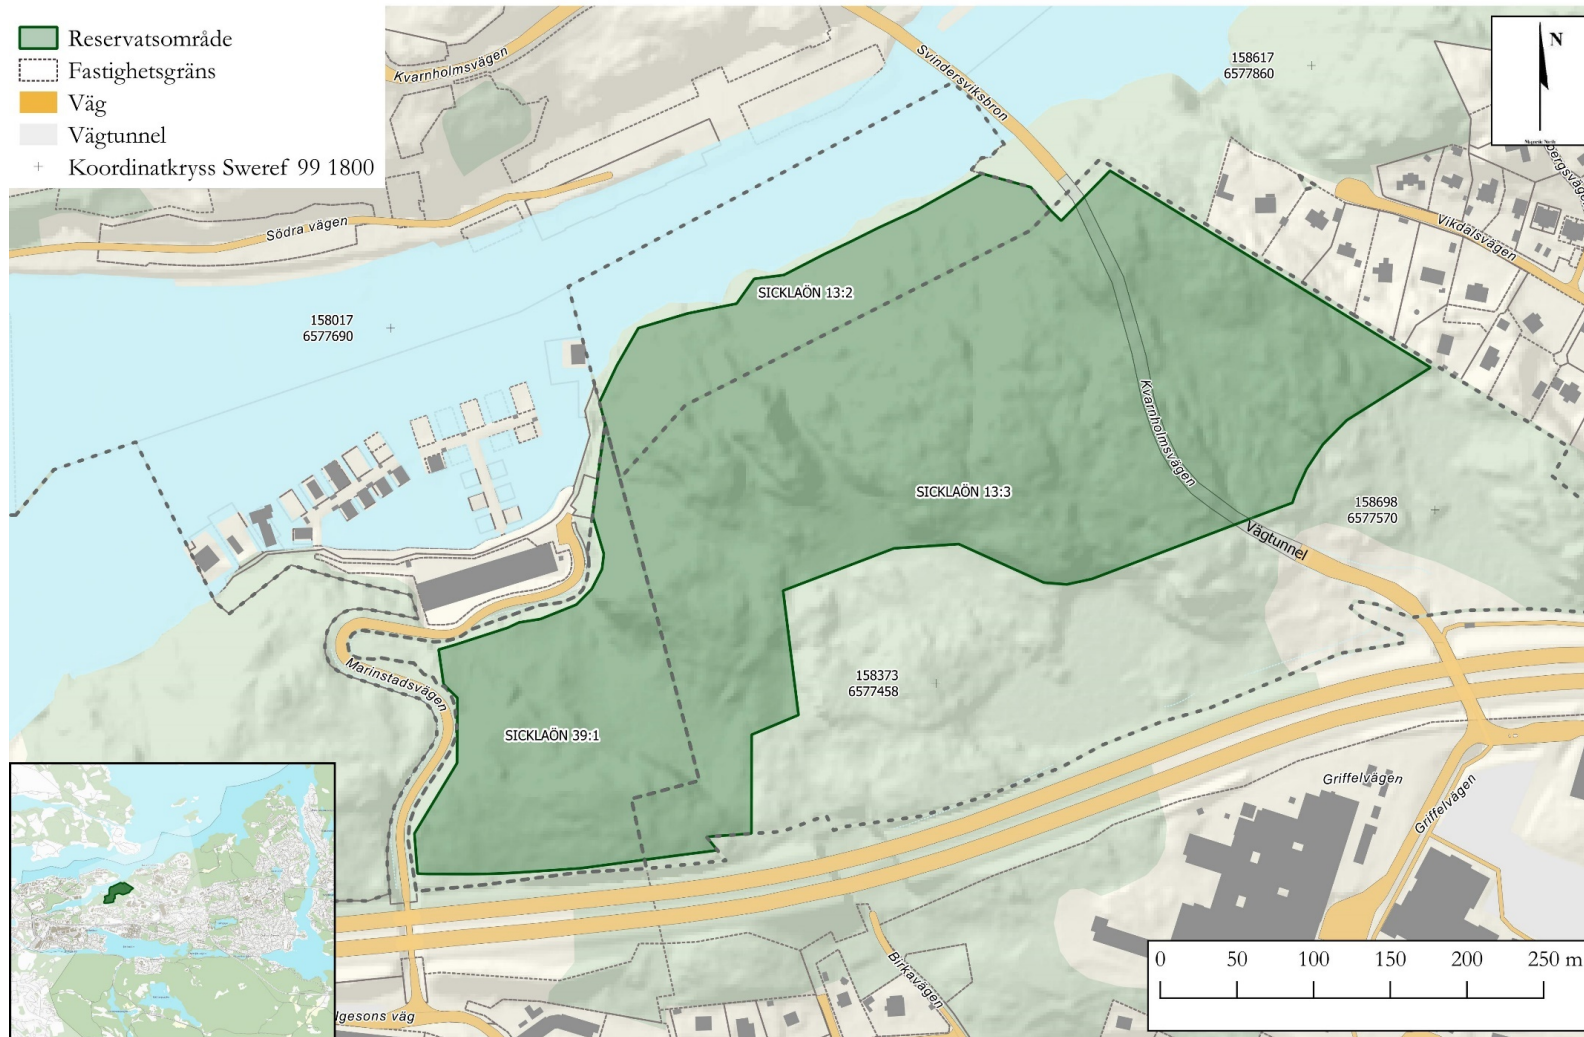 Reservatsområde
Fastighetsgräns
Väg
Vägtunnel
Koordinatkryss Sweref 99 1800
Kvarnholmsvägen
Södra vägen
Svindersviksbron
158617
6577860
N
Vikdalsvägen
158017
6577690
SICKLAÖN 13:2
Kvarnholmsvägen
SICKLAÖN 13:3
158698
6577570
Vägtunnel
Marinstadsvägen
158373
6577458
SICKLAÖN 39:1
Griffelvägen
Griffelvägen
Birkavägen
lgesons väg
0 50 100 150 200 250 m